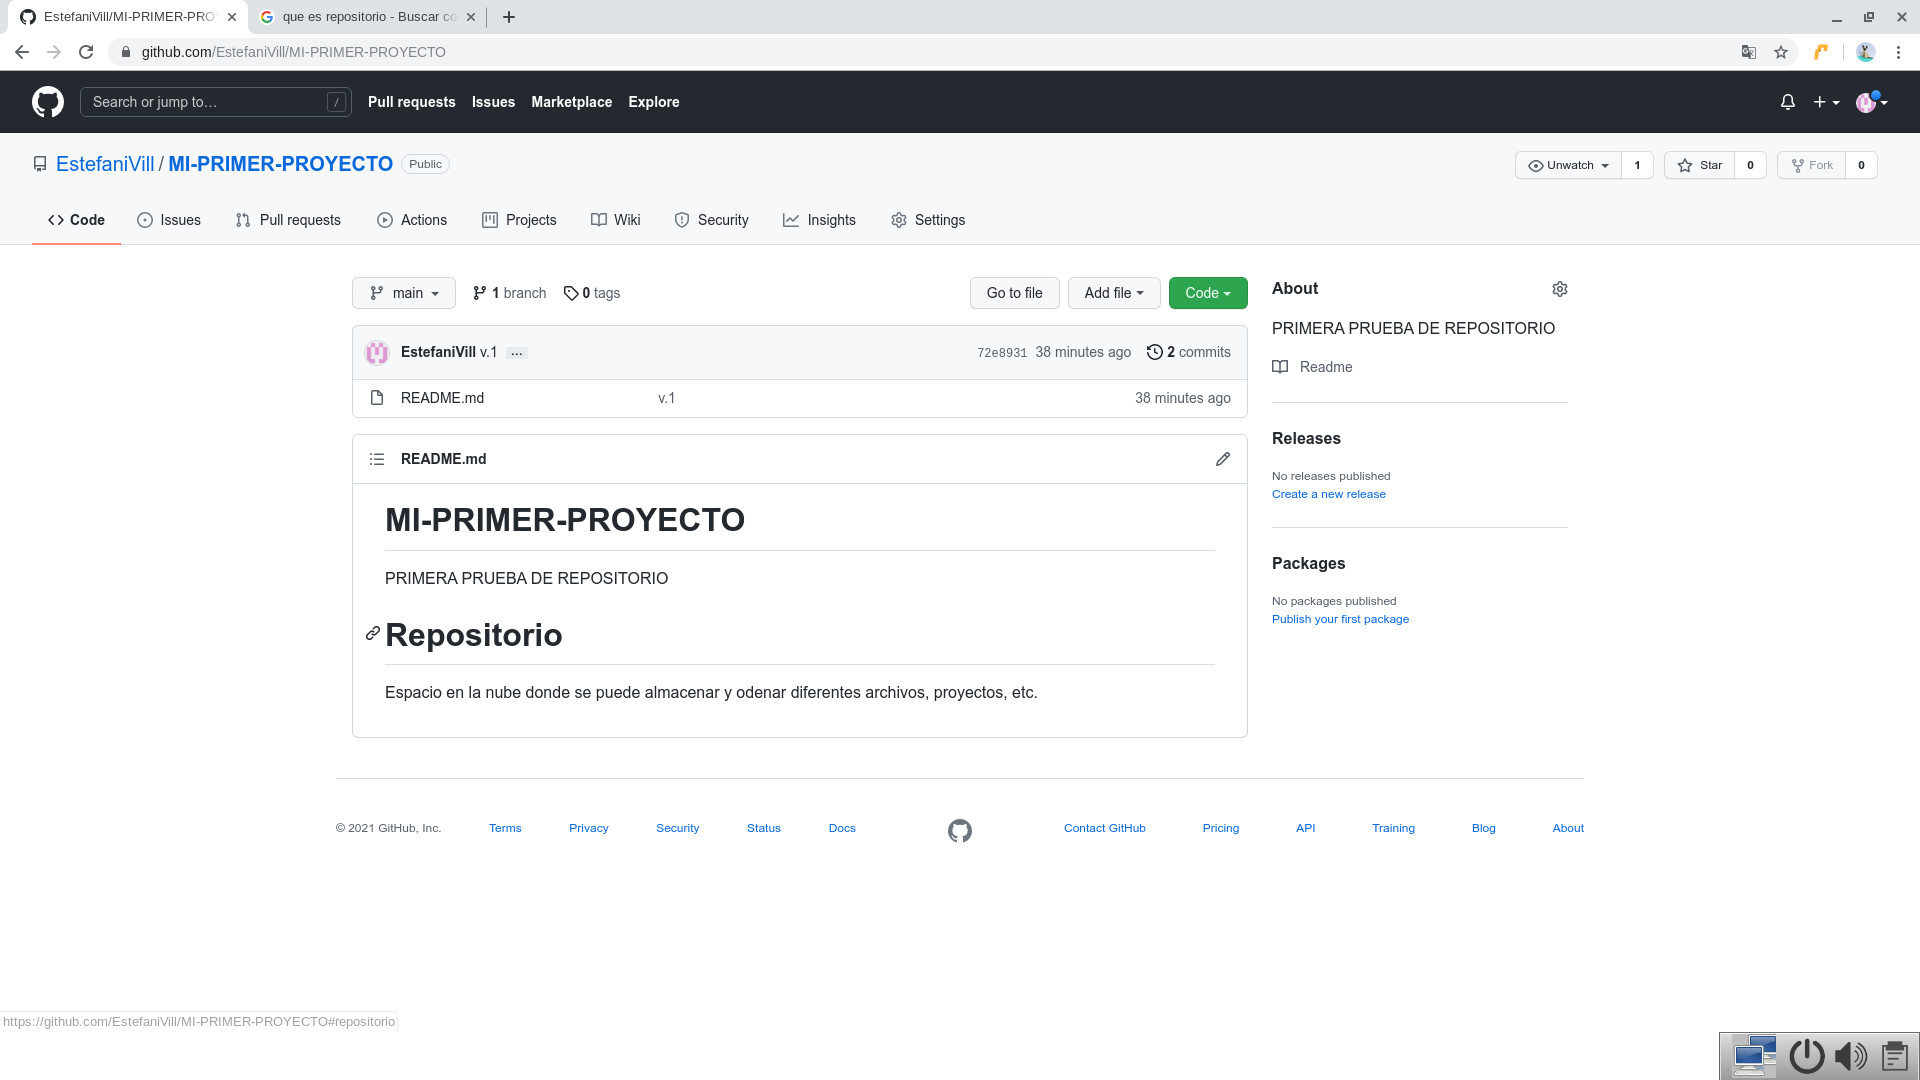 EstefaniVill/MI-PRIMER-PRO
que es repositorio - Buscar co
github.com/EstefaniVill/MI-PRIMER-PROYECTO
Search or jump to…
/
Pull requests
Issues
Marketplace
Explore
EstefaniVill / MI-PRIMER-PROYECTO
Public
Unwatch 1
Star 0
Fork 0
Code
Issues
Pull requests
Actions
Projects
Wiki
Security
Insights
Settings
main
1 branch
0 tags
Go to file
Add file
Code
EstefaniVill v.1 ...
72e8931 38 minutes ago
2 commits
README.md v.1 38 minutes ago
README.md
MI-PRIMER-PROYECTO
PRIMERA PRUEBA DE REPOSITORIO
Repositorio
Espacio en la nube donde se puede almacenar y odenar diferentes archivos, proyectos, etc.
About
PRIMERA PRUEBA DE REPOSITORIO
Readme
Releases
No releases published
Create a new release
Packages
No packages published
Publish your first package
© 2021 GitHub, Inc.
Terms
Privacy
Security
Status
Docs
Contact GitHub
Pricing
API
Training
Blog
About
https://github.com/EstefaniVill/MI-PRIMER-PROYECTO#repositorio